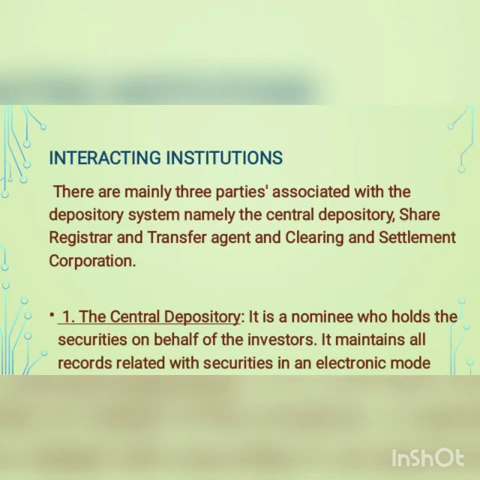 INTERACTING INSTITUTIONS
There are mainly three parties' associated with the
depository system namely the central depository, Share
Registrar and Transfer agent and Clearing and Settlement
Corporation.
• 1. The Central Depository: It is a nominee who holds the
securities on behalf of the investors. It maintains all
records related with securities in an electronic mode
InShOt